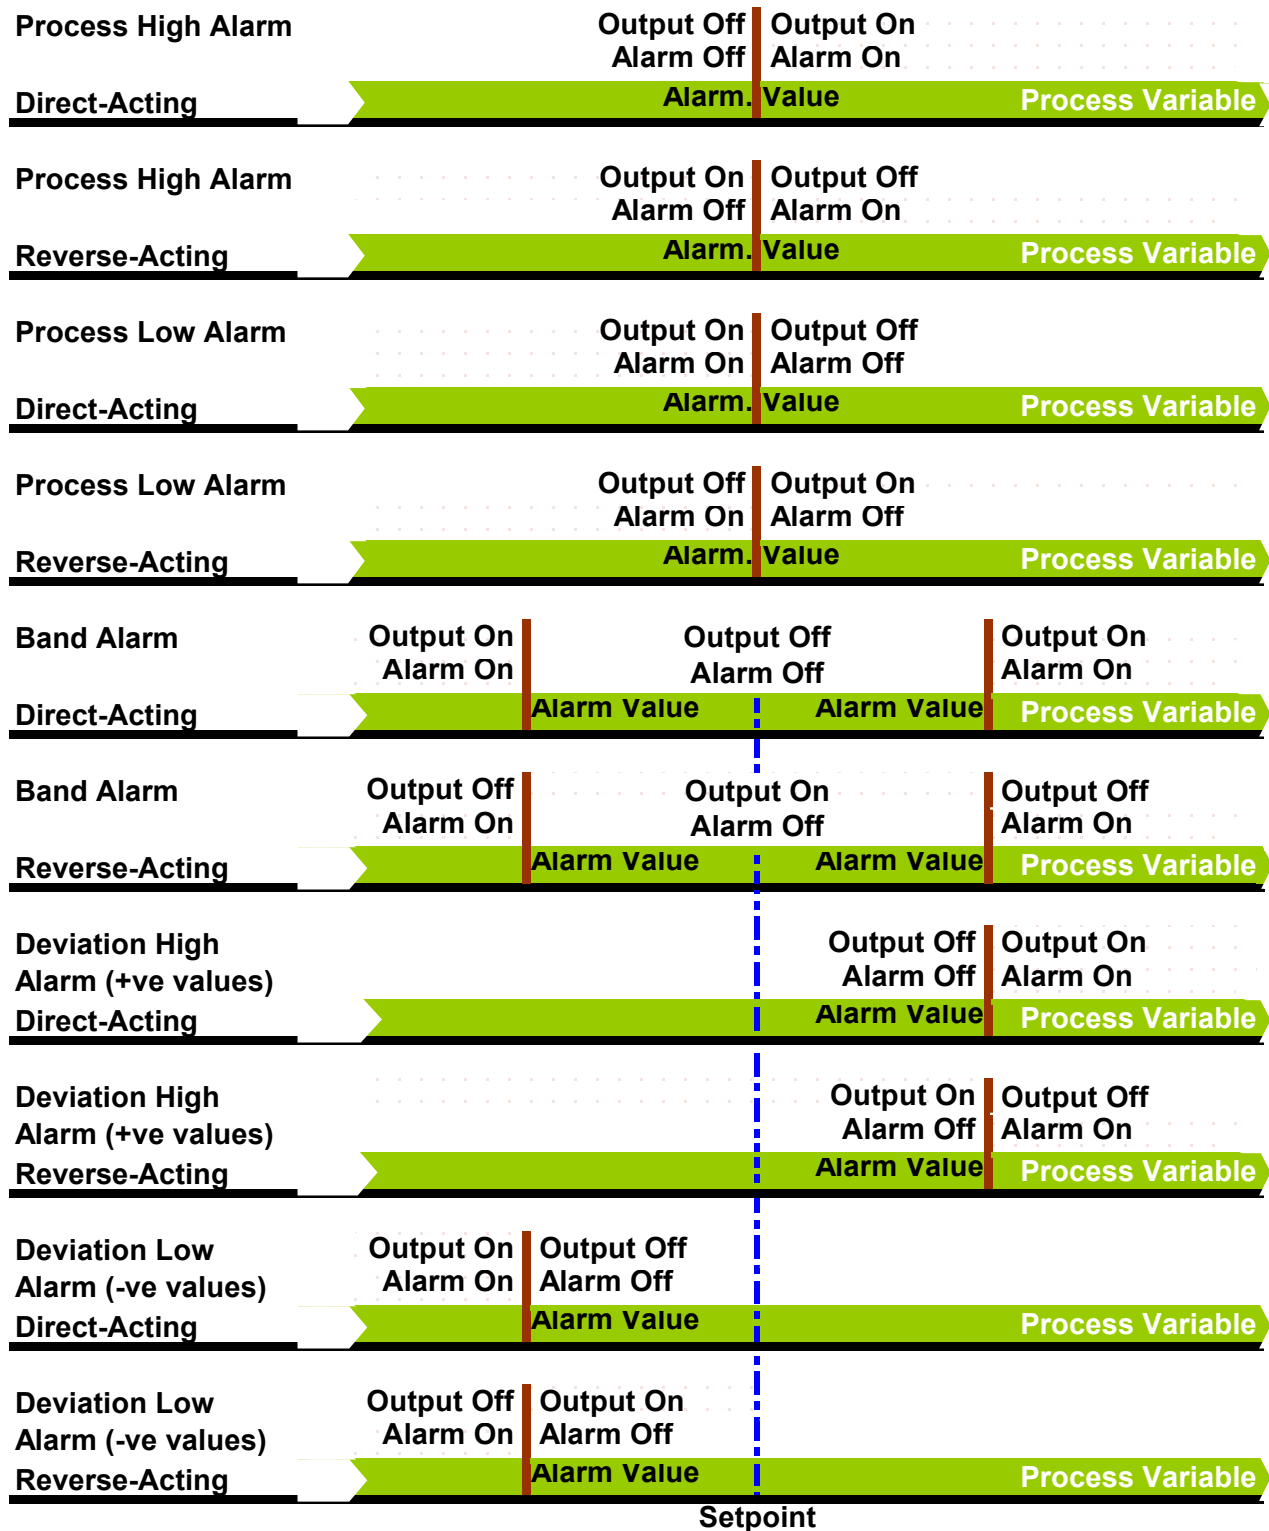 Process High Alarm
Output Off Output On
Alarm Off Alarm On
Direct-Acting
Alarm. Value
Process Variable
Process High Alarm
Output On Output Off
Alarm Off Alarm On
Reverse-Acting
Alarm. Value
Process Variable
Process Low Alarm
Output On Output Off
Alarm On Alarm Off
Direct-Acting
Alarm. Value
Process Variable
Process Low Alarm
Output Off Output On
Alarm On Alarm Off
Reverse-Acting
Alarm. Value
Process Variable
Band Alarm
Output On Output Off Output On
Alarm On Alarm Off Alarm On
Direct-Acting
Alarm Value Alarm Value
Process Variable
Band Alarm
Output Off Output On Output Off
Alarm On Alarm Off Alarm On
Reverse-Acting
Alarm Value Alarm Value
Process Variable
Deviation High
Alarm (+ve values)
Output Off Output On
Alarm Off Alarm On
Direct-Acting
Alarm Value
Process Variable
Deviation High
Alarm (+ve values)
Output On Output Off
Alarm Off Alarm On
Reverse-Acting
Alarm Value
Process Variable
Deviation Low
Alarm (-ve values)
Output On Output Off
Alarm On Alarm Off
Direct-Acting
Alarm Value
Process Variable
Deviation Low
Alarm (-ve values)
Output Off Output On
Alarm On Alarm Off
Reverse-Acting
Alarm Value
Process Variable
Setpoint